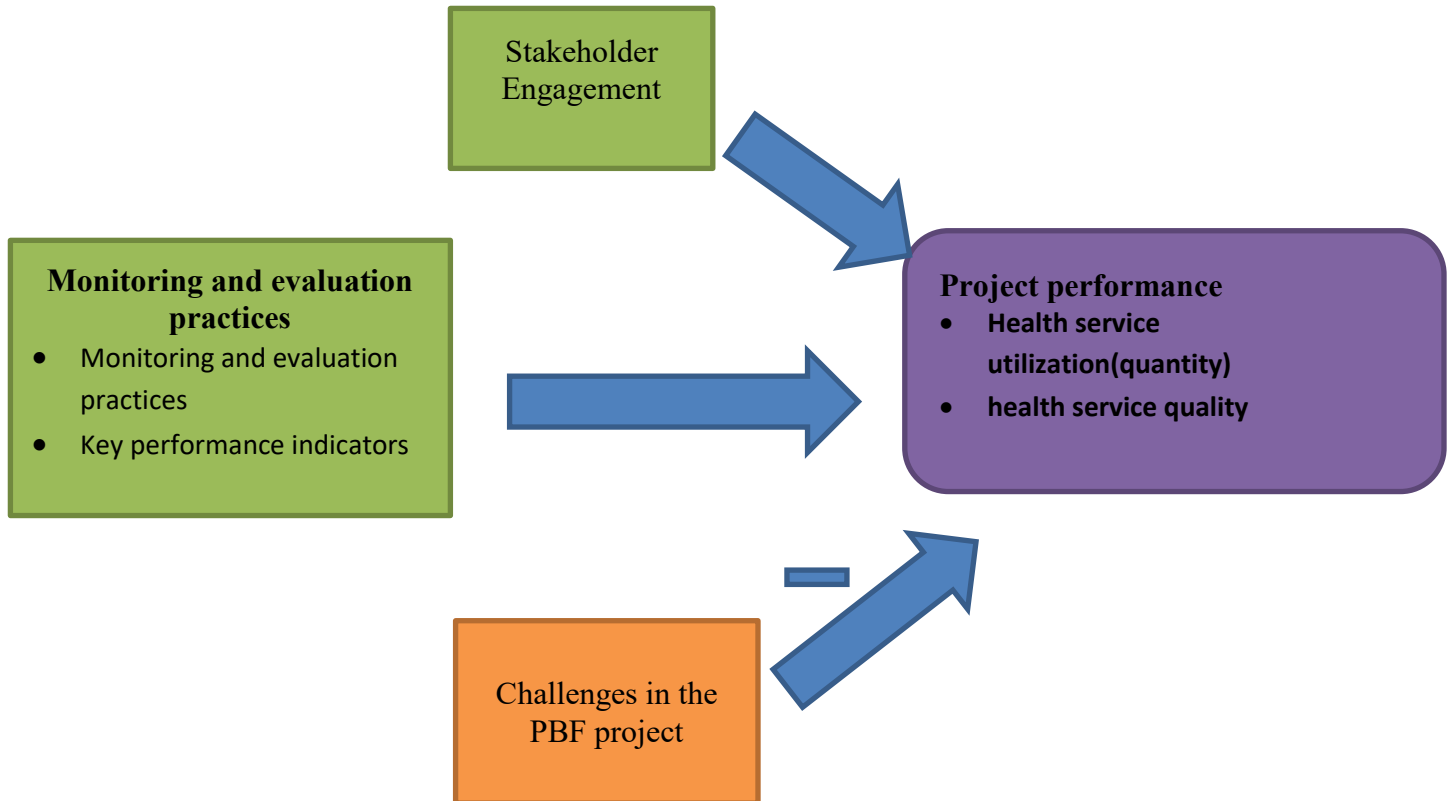 Stakeholder
Engagement
Monitoring and evaluation
practices
• Monitoring and evaluation
practices
• Key performance indicators
Project performance
• Health service
utilization(quantity)
• health service quality
Challenges in the
PBF project